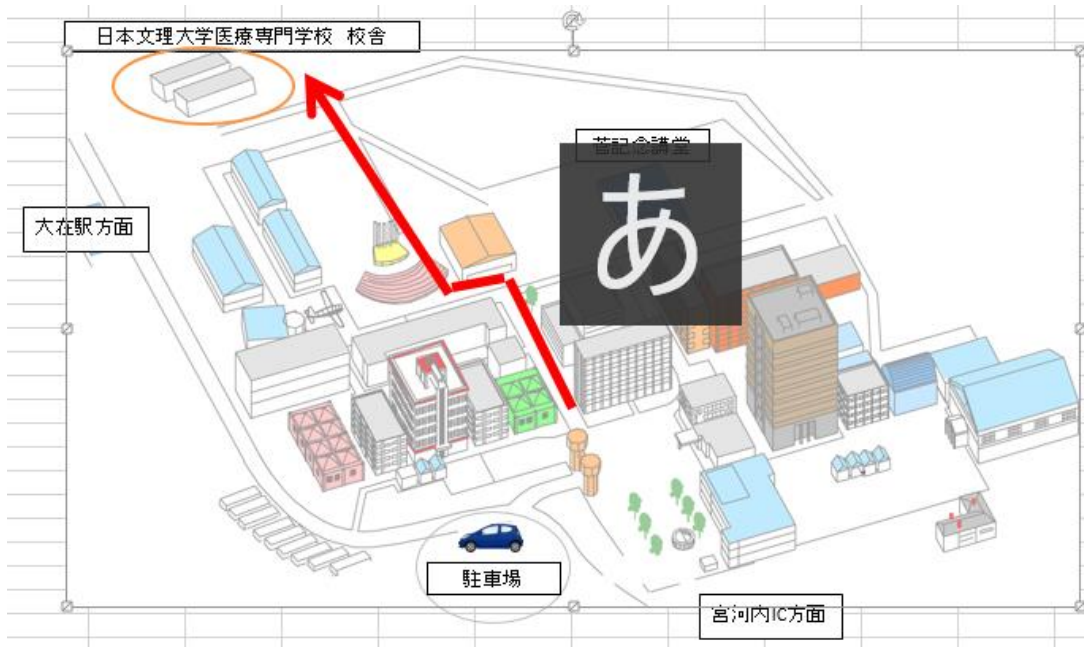 日本文理大学医療専門学校 校舎
菅記念講堂
あ
大在駅方面
駐車場
宮河内IC方面